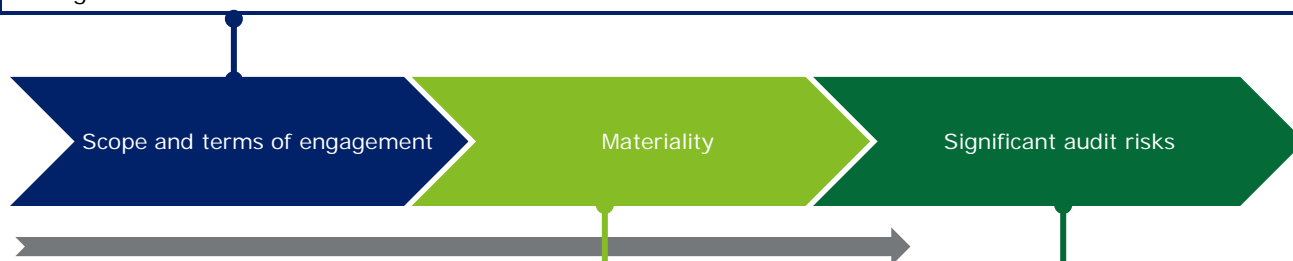 Scope and terms of engagement
Materiality
Significant audit risks